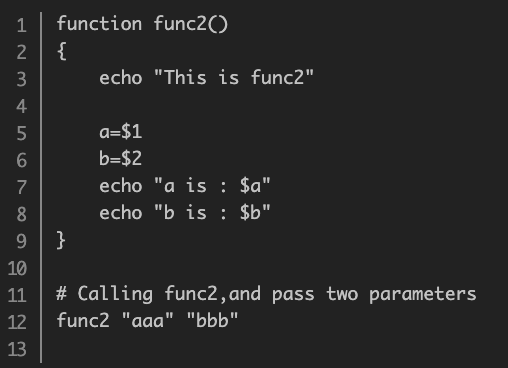 1 function func2()
2 {
3     echo "This is func2"
4
5     a=$1
6     b=$2
7     echo "a is : $a"
8     echo "b is : $b"
9 }
10
11 # Calling func2,and pass two parameters
12 func2 "aaa" "bbb"
13